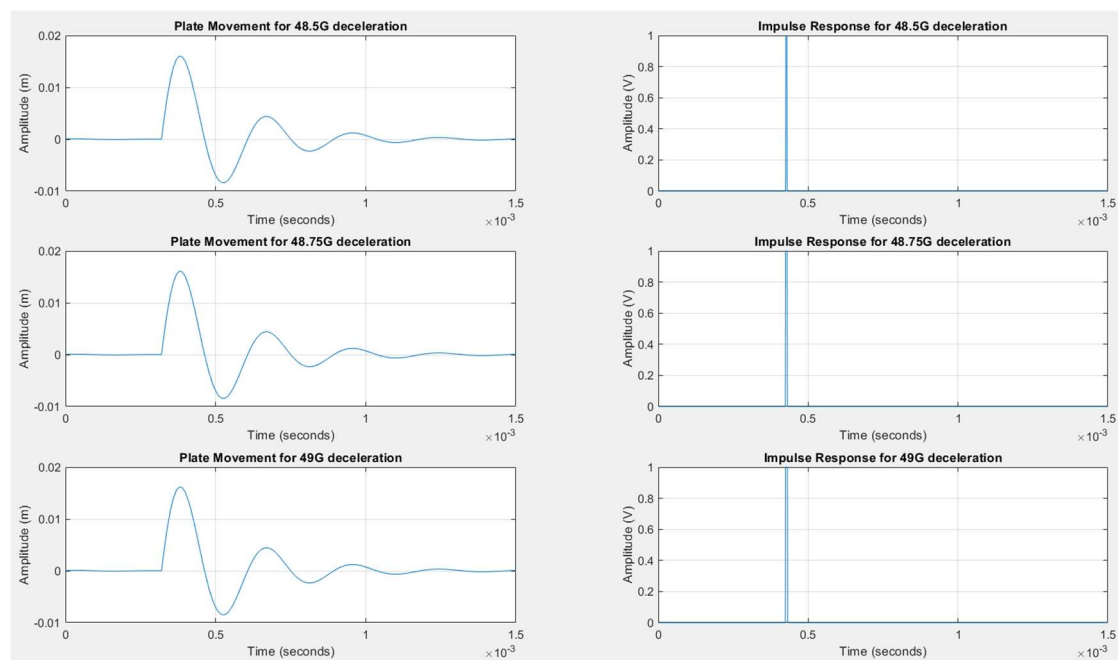 Plate Movement for 48.5G deceleration
0.02
0.01
0
-0.01
Amplitude (m)
0 0.5 1 1.5
Time (seconds)
×10-3
Impulse Response for 48.5G deceleration
1
0.8
0.6
0.4
0.2
0
Amplitude (V)
0 0.5 1 1.5
Time (seconds)
×10-3
Plate Movement for 48.75G deceleration
0.02
0.01
0
-0.01
Amplitude (m)
0 0.5 1 1.5
Time (seconds)
×10-3
Impulse Response for 48.75G deceleration
1
0.8
0.6
0.4
0.2
0
Amplitude (V)
0 0.5 1 1.5
Time (seconds)
×10-3
Plate Movement for 49G deceleration
0.02
0.01
0
-0.01
Amplitude (m)
0 0.5 1 1.5
Time (seconds)
×10-3
Impulse Response for 49G deceleration
1
0.8
0.6
0.4
0.2
0
Amplitude (V)
0 0.5 1 1.5
Time (seconds)
×10-3